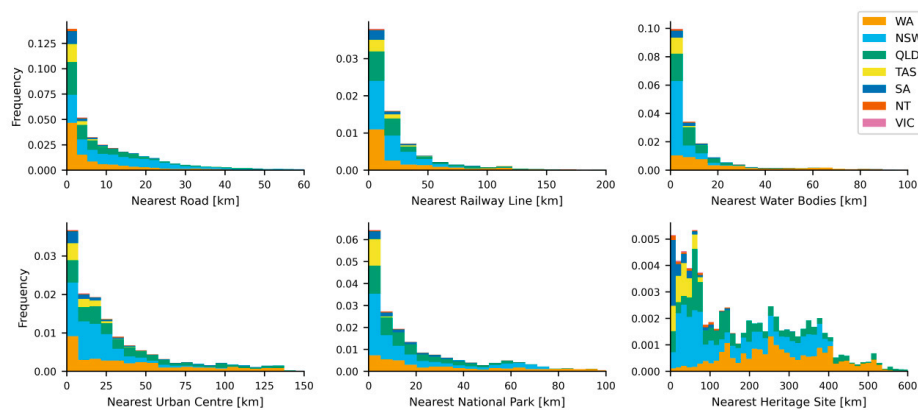 WA
NSW
QLD
TAS
SA
NT
VIC
Frequency
0.125
0.100
0.075
0.050
0.025
0.000
0 10 20 30 40 50 60
Nearest Road [km]
0.03
0.01
0.00
0 50 100 150 200
Nearest Railway Line [km]
0.10
0.08
0.06
0.04
0.02
0.00
0 20 40 60 80 100
Nearest Water Bodies [km]
Frequency
0.03
0.02
0.01
0.00
0 25 50 75 100 125 150
Nearest Urban Centre [km]
0.06
0.05
0.04
0.03
0.02
0.01
0.00
0 20 40 60 80 100
Nearest National Park [km]
0.005
0.004
0.003
0.002
0.001
0.000
0 100 200 300 400 500 600
Nearest Heritage Site [km]